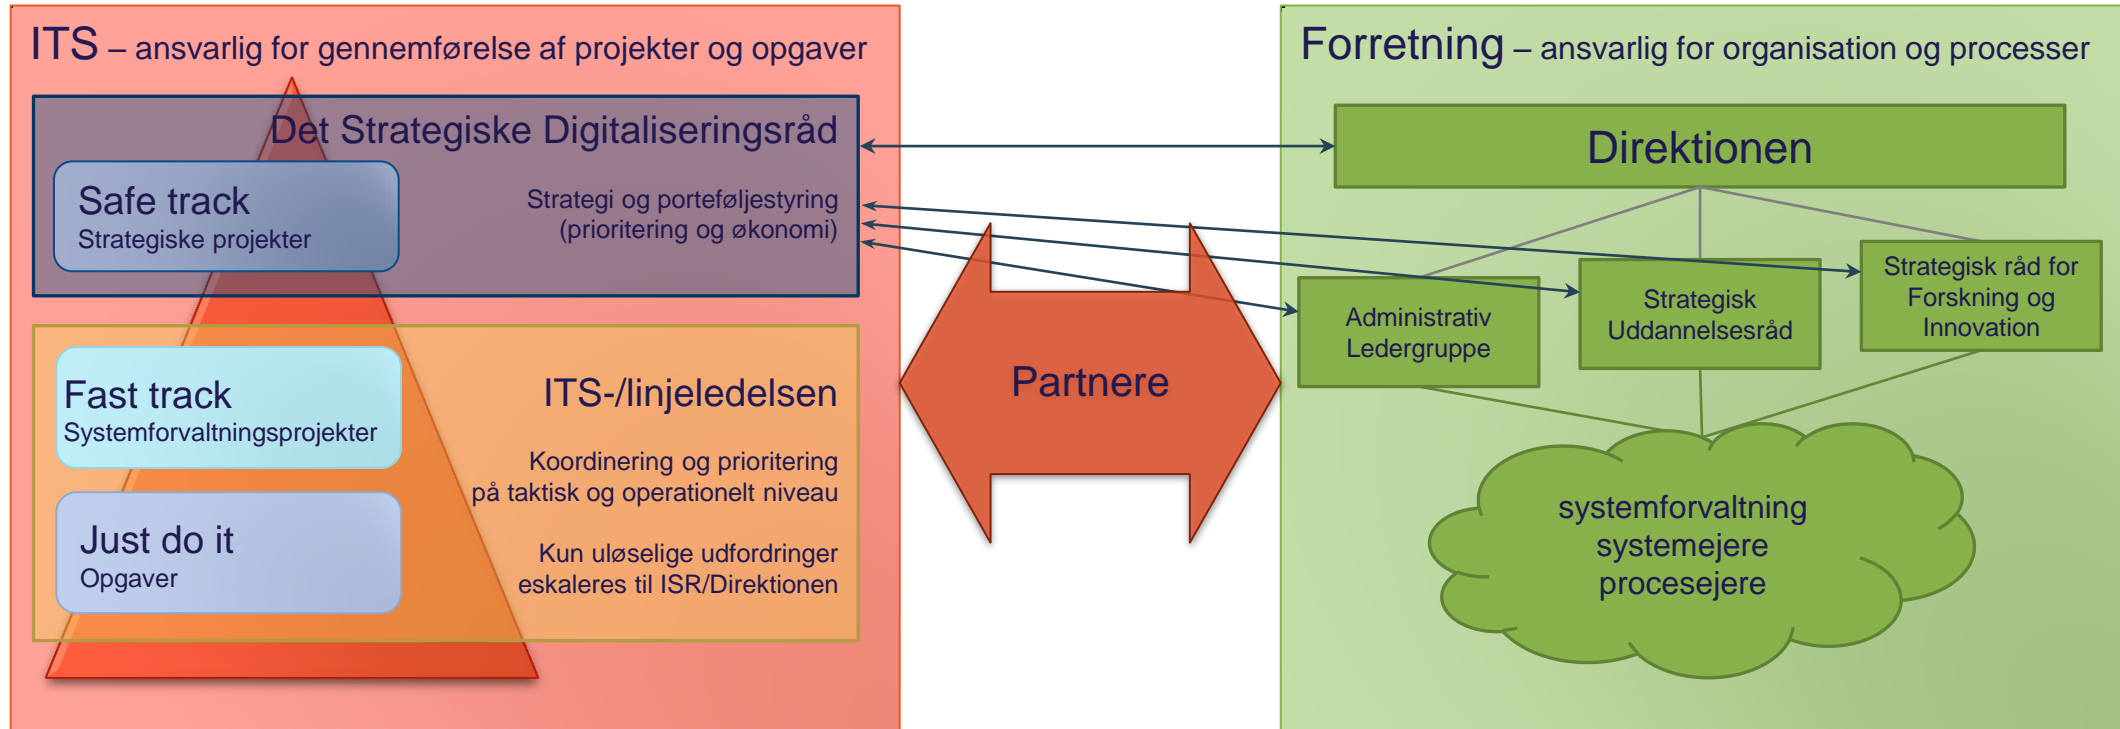 ITS – ansvarlig for gennemførelse af projekter og opgaver
Det Strategiske Digitaliseringsråd
Safe track
Strategiske projekter
Strategi og porteføljestyring
(prioritering og økonomi)
Fast track
Systemforvaltningsprojekter
ITS-/linjeledelsen
Koordinering og prioritering
på taktisk og operationelt niveau
Just do it
Opgaver
Kun uløselige udfordringer
eskaleres til ISR/Direktionen
Partnere
Forretning – ansvarlig for organisation og processer
Direktionen
Administrativ
Ledergruppe
Strategisk
Uddannelsesråd
Strategisk råd for
Forskning og
Innovation
systemforvaltning
systemejere
procesejere